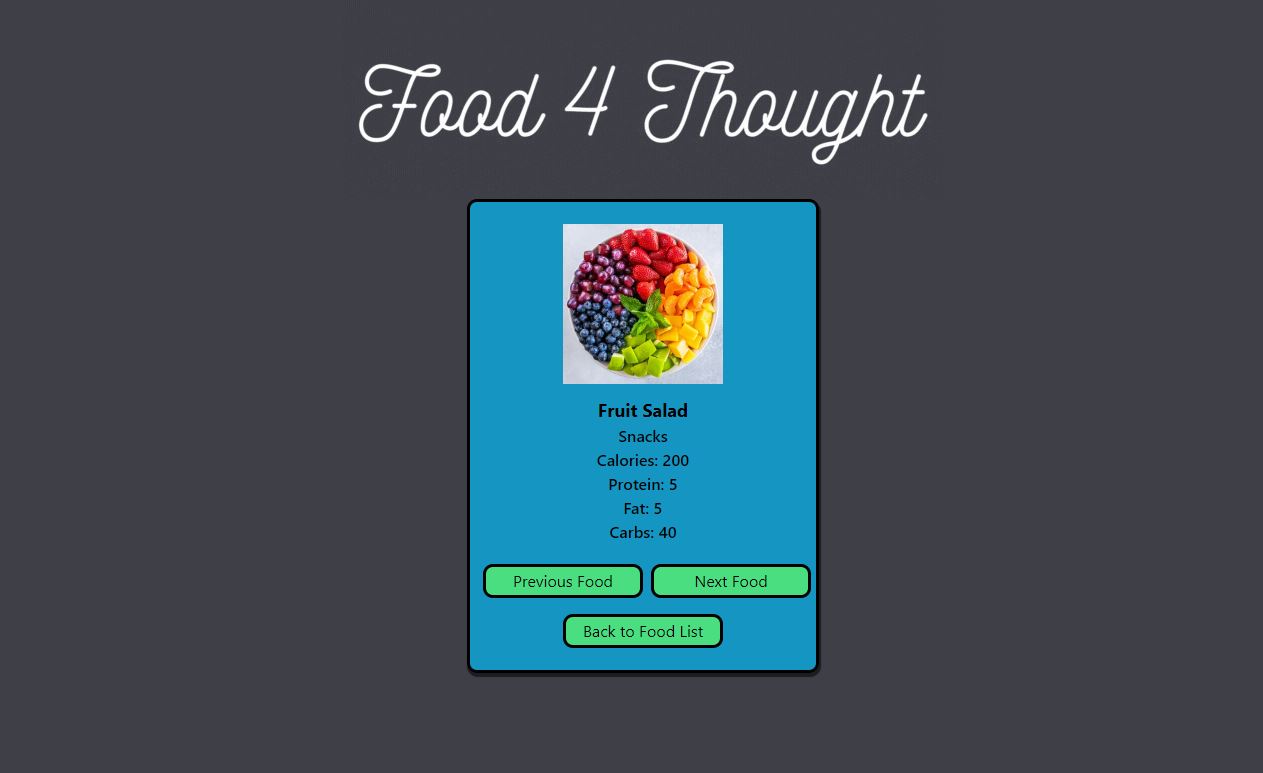 Food 4 Thought
Fruit Salad
Snacks
Calories: 200
Protein: 5
Fat: 5
Carbs: 40
Previous Food
Next Food
Back to Food List